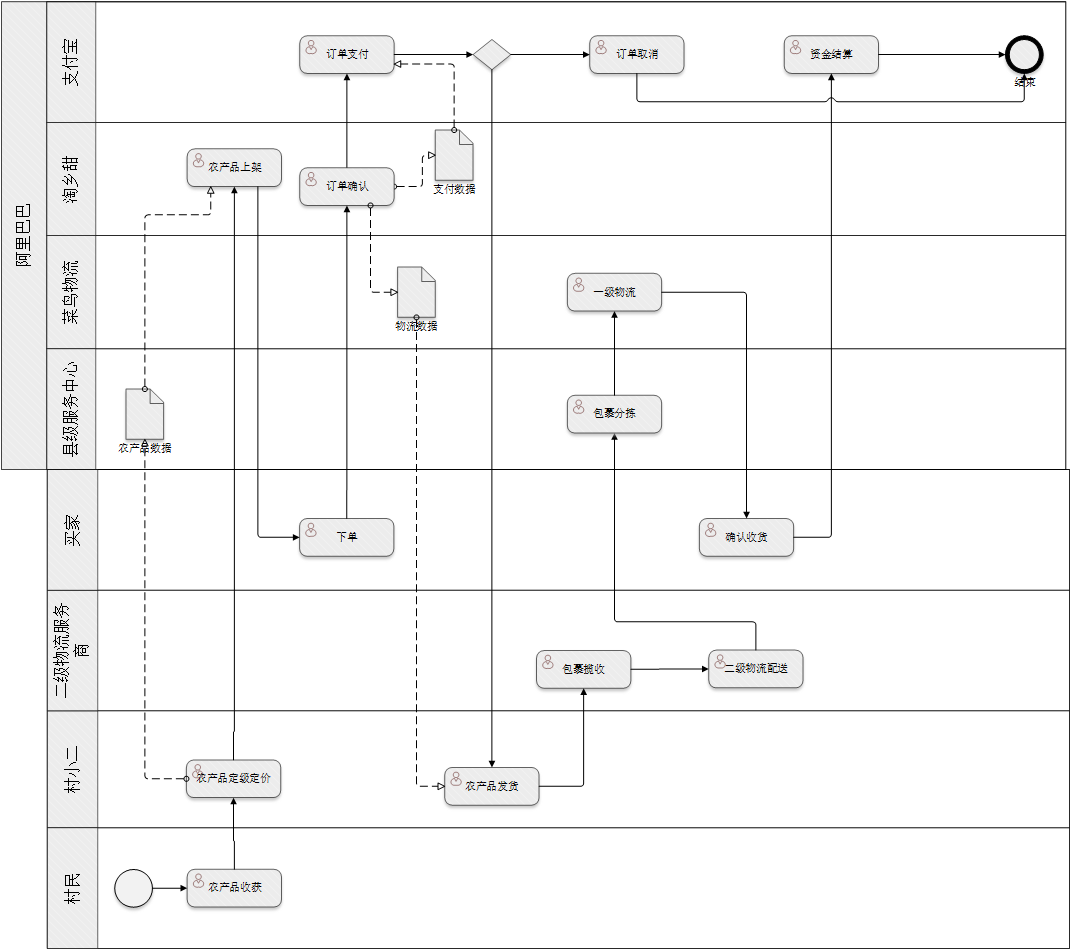 阿里巴巴
支付宝
订单支付
订单取消
资金结算
结束
淘乡甜
农产品上架
订单确认
支付数据
菜鸟物流
一级物流
物流数据
县级服务中心
包裹分拣
农产品数据
买家
下单
确认收货
二级物流服务
商
包裹揽收
二级物流配送
村小二
农产品定级定价
农产品发货
村民
农产品收获